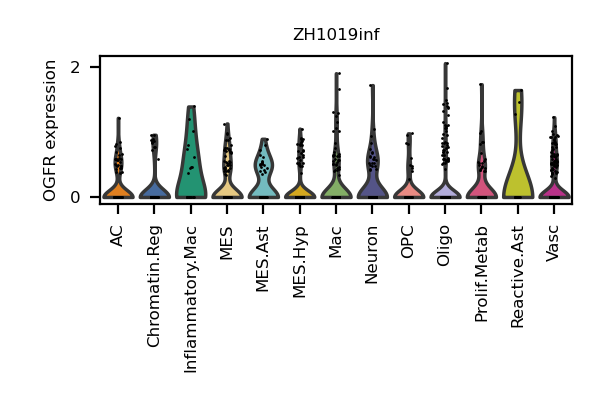 ZH1019inf
OGFR expression
2
0
AC
Chromatin.Reg
Inflammatory.Mac
MES
MES.Ast
MES.Hyp
Mac
Neuron
OPC
Oligo
Prolif.Metab
Reactive.Ast
Vasc